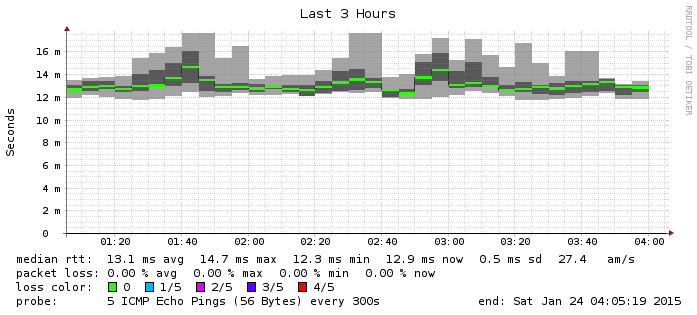 Last 3 Hours
RRDTOOL / TOBI OETIKER
Seconds
16 m
14 m
12 m
10 m
8 m
6 m
4 m
2 m
0
01:20 01:40 02:00 02:20 02:40 03:00 03:20 03:40 04:00
median rtt: 13.1 ms avg 14.7 ms max 12.3 ms min 12.9 ms now 0.5 ms sd 27.4 am/s
packet loss: 0.00 % avg 0.00 % max 0.00 % min 0.00 % now
loss color: 0 1/5 2/5 3/5 4/5
probe: 5 ICMP Echo Pings (56 Bytes) every 300s end: Sat Jan 24 04:05:19 2015